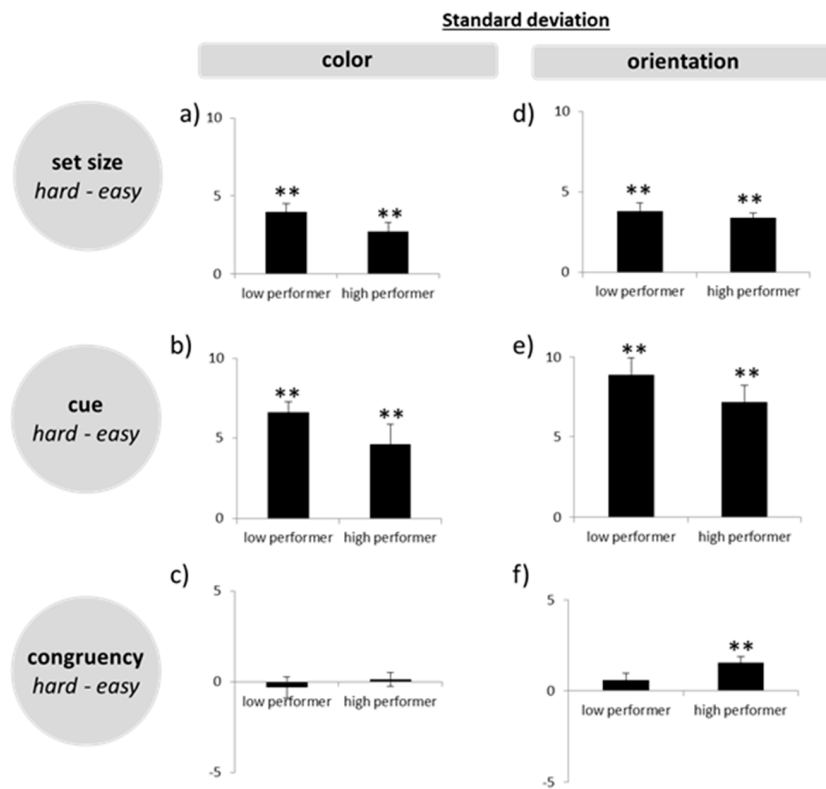 Standard deviation
color
orientation
set size
hard - easy
a)
10
5
0
**
**
low performer
high performer
d)
10
5
0
**
**
low performer
high performer
cue
hard - easy
b)
10
5
0
**
**
low performer
high performer
e)
10
5
0
**
**
low performer
high performer
congruency
hard - easy
c)
5
0
-5
low performer
high performer
f)
5
0
-5
**
low performer
high performer